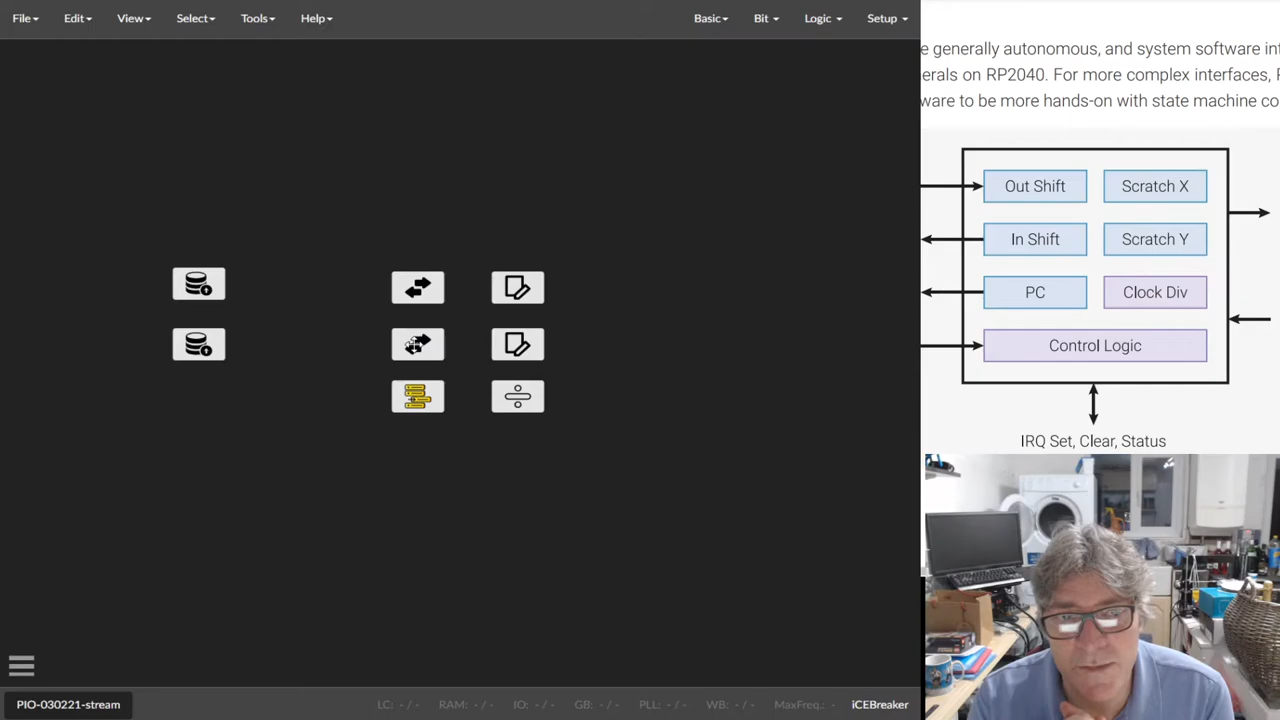 File Edit View Select Tools Help Basic Bit Logic Setup
e generally autonomous, and system software in
erals on RP2040. For more complex interfaces,
ware to be more hands-on with state machine co
Out Shift Scratch X
In Shift Scratch Y
PC Clock Div
Control Logic
IRQ Set, Clear, Status
PIO-030221-stream LC: - / - RAM: - / - IO: - / - GB: - / - PLL: - / - WB: - / - MaxFreq.: - iCEBreaker